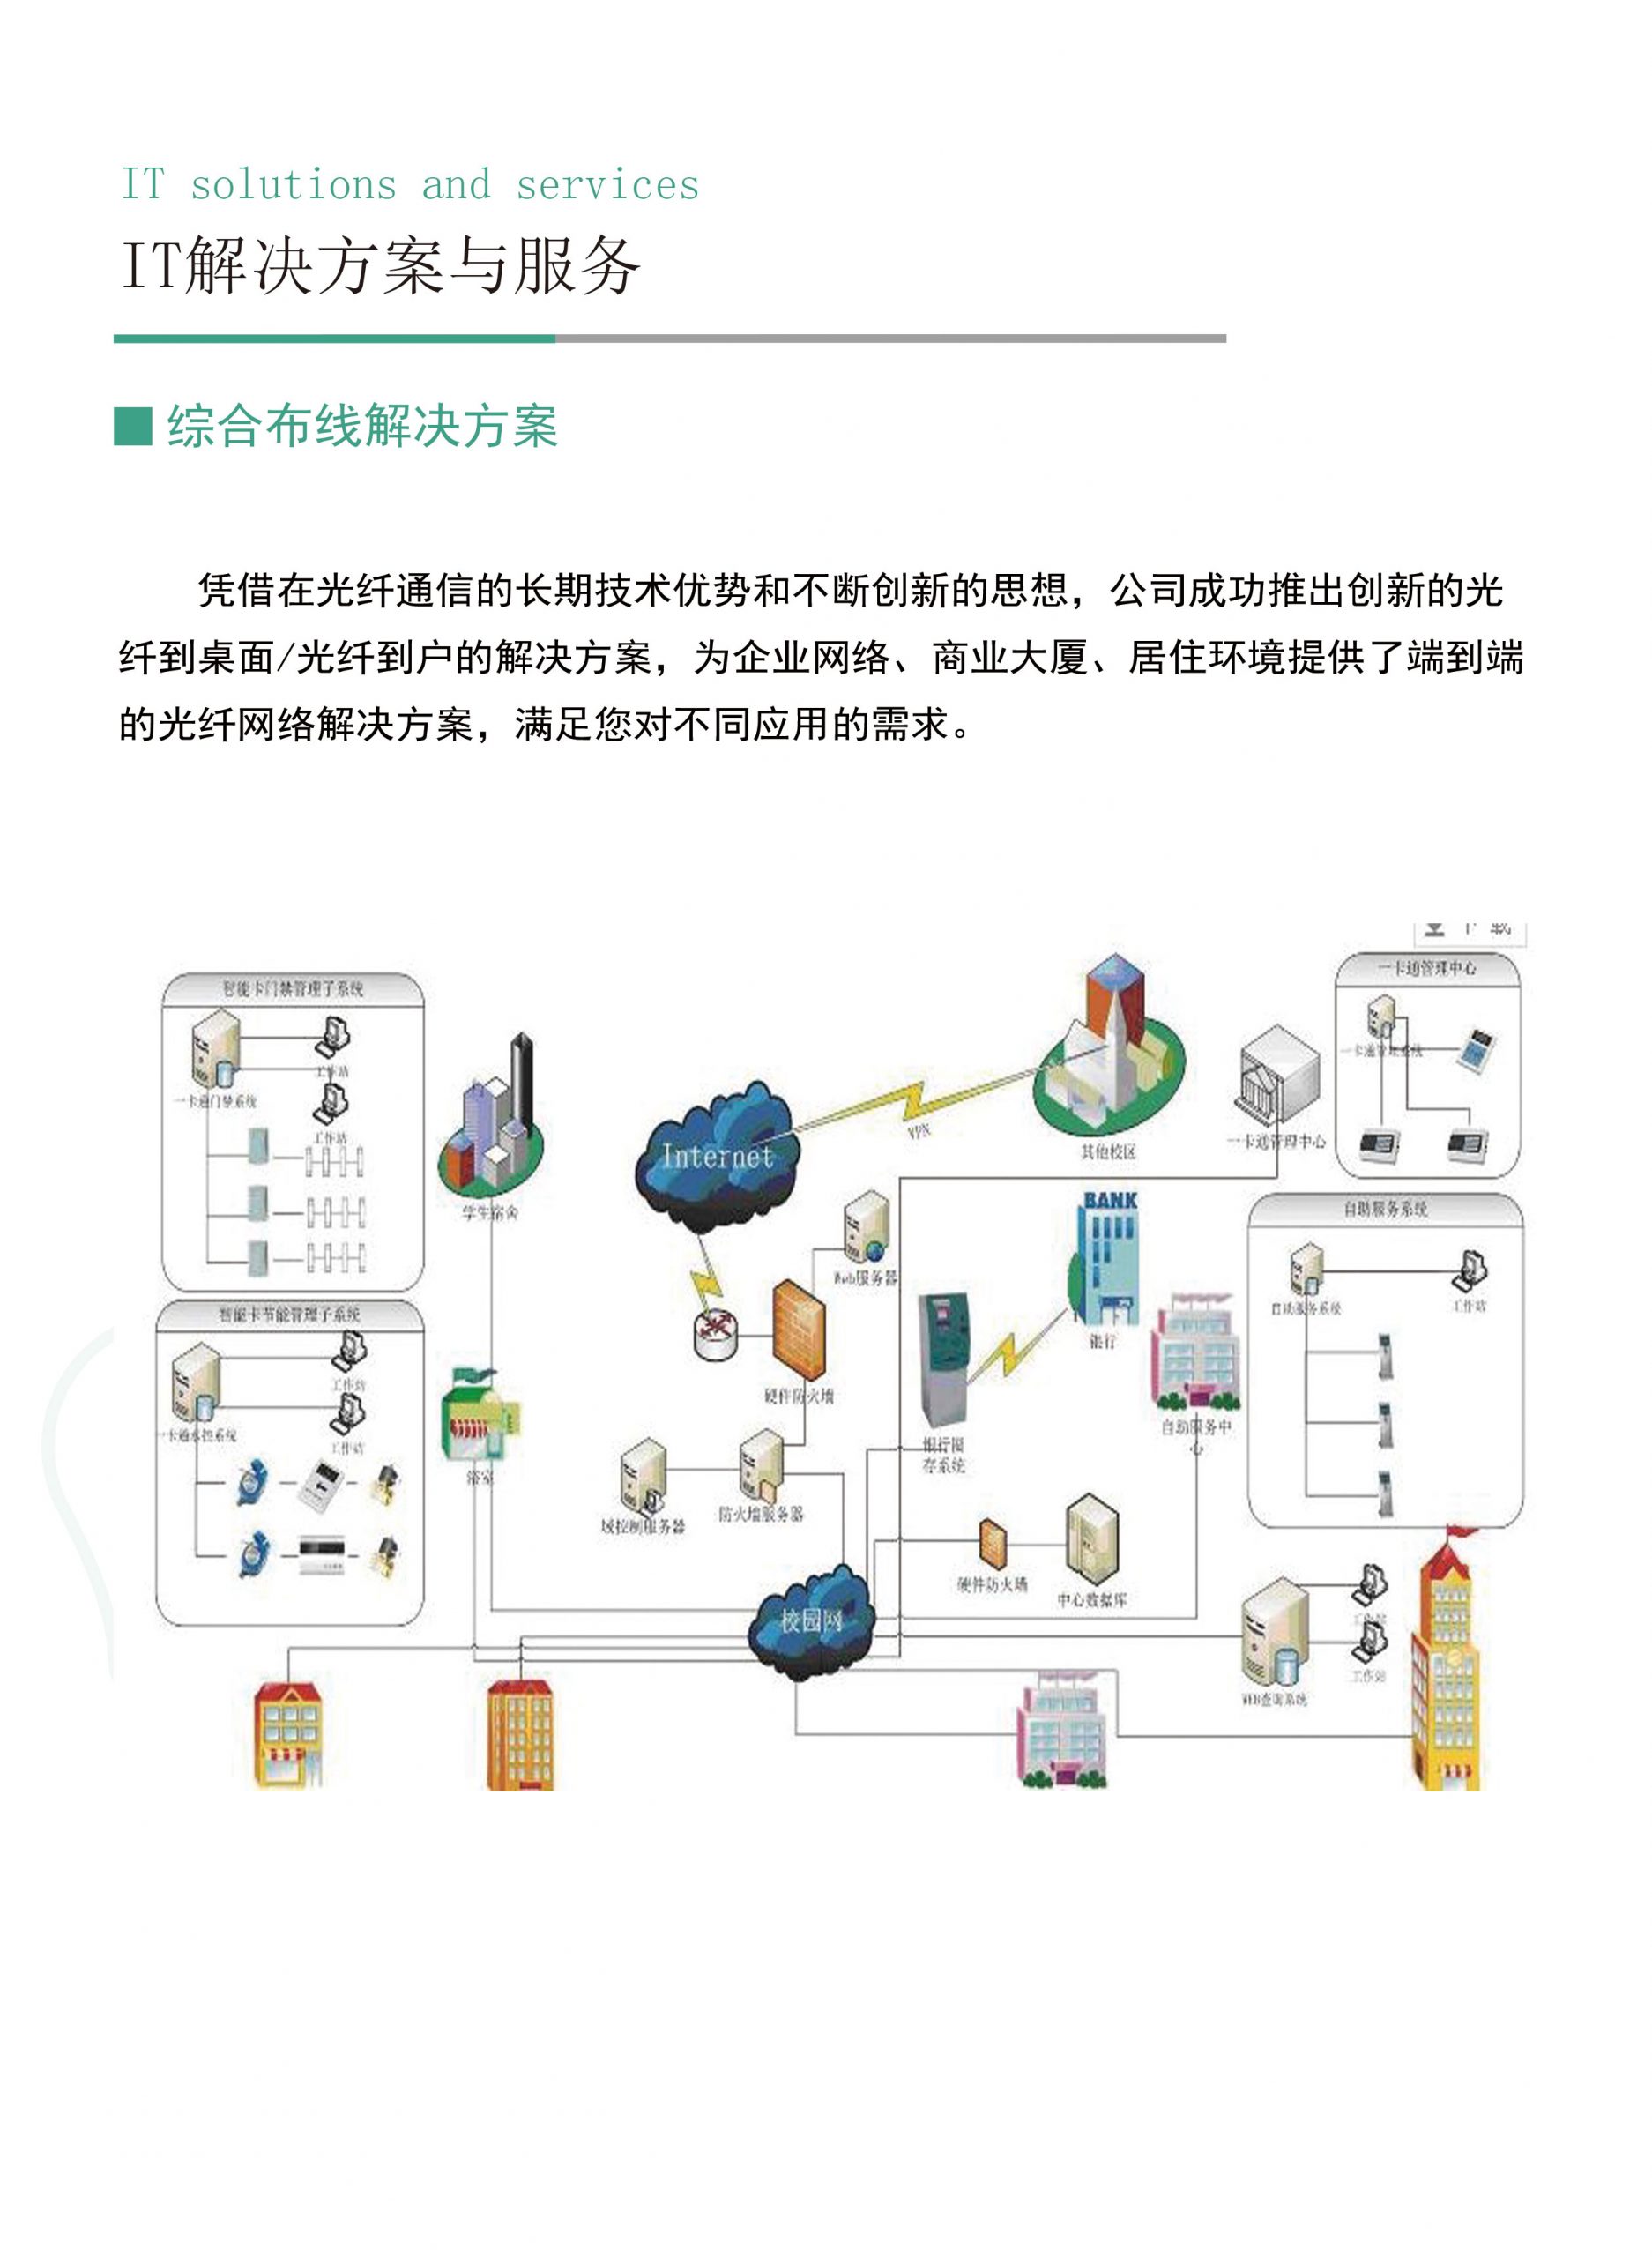 IT solutions and services
IT解决方案与服务
综合布线解决方案
凭借在光纤通信的长期技术优势和不断创新的思想，公司成功推出创新的光
纤到桌面/光纤到户的解决方案，为企业网络、商业大厦、居住环境提供了端到端
的光纤网络解决方案，满足您对不同应用的需求。
下载
智能卡门禁管理子系统
工作站
一卡通门禁系统
工作站
学生宿舍
Internet
VPN
其他校区
一卡通管理中心
一卡通管理中心
一卡通管理系统
智能卡节能管理子系统
工作站
一卡通水控系统
工作站
浴室
Web服务器
硬件防火墙
域控制服务器
防火墙服务器
BANK
银行
银行圈
存系统
自助服务中
心
自助服务系统
自助服务系统
工作站
硬件防火墙
中心数据库
校园网
WEB查询系统
工作站
工作站